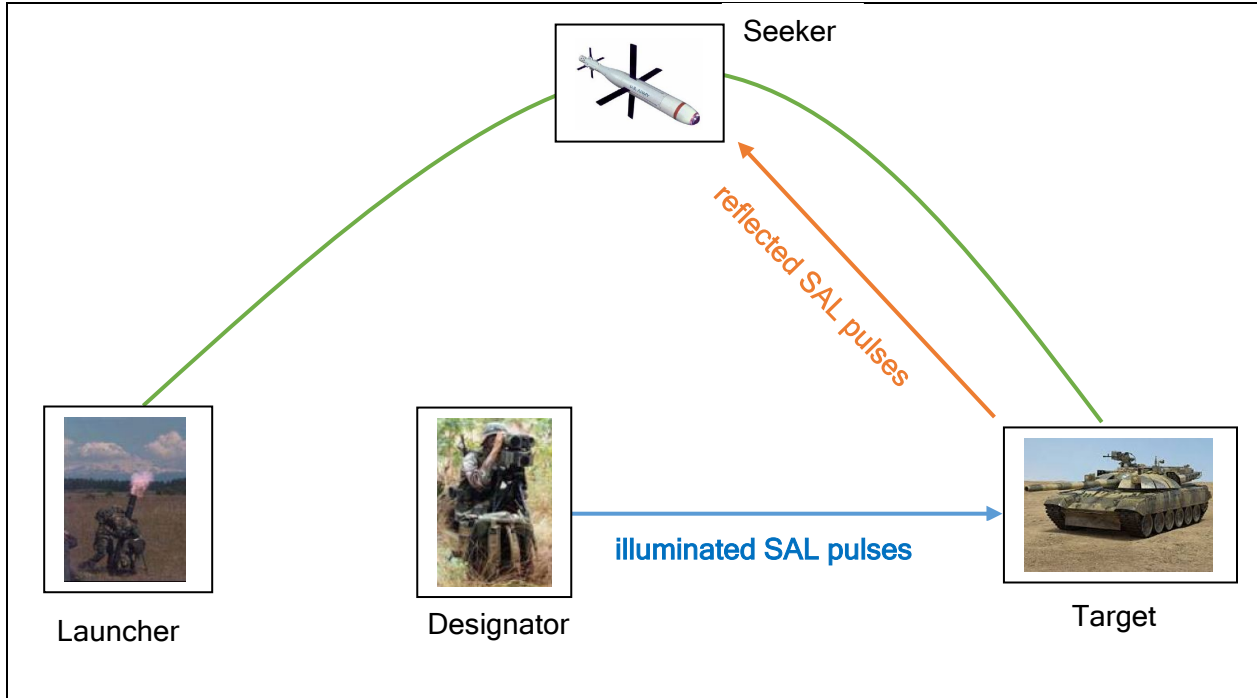 Seeker
reflected SAL pulses
illuminated SAL pulses
Launcher
Designator
Target